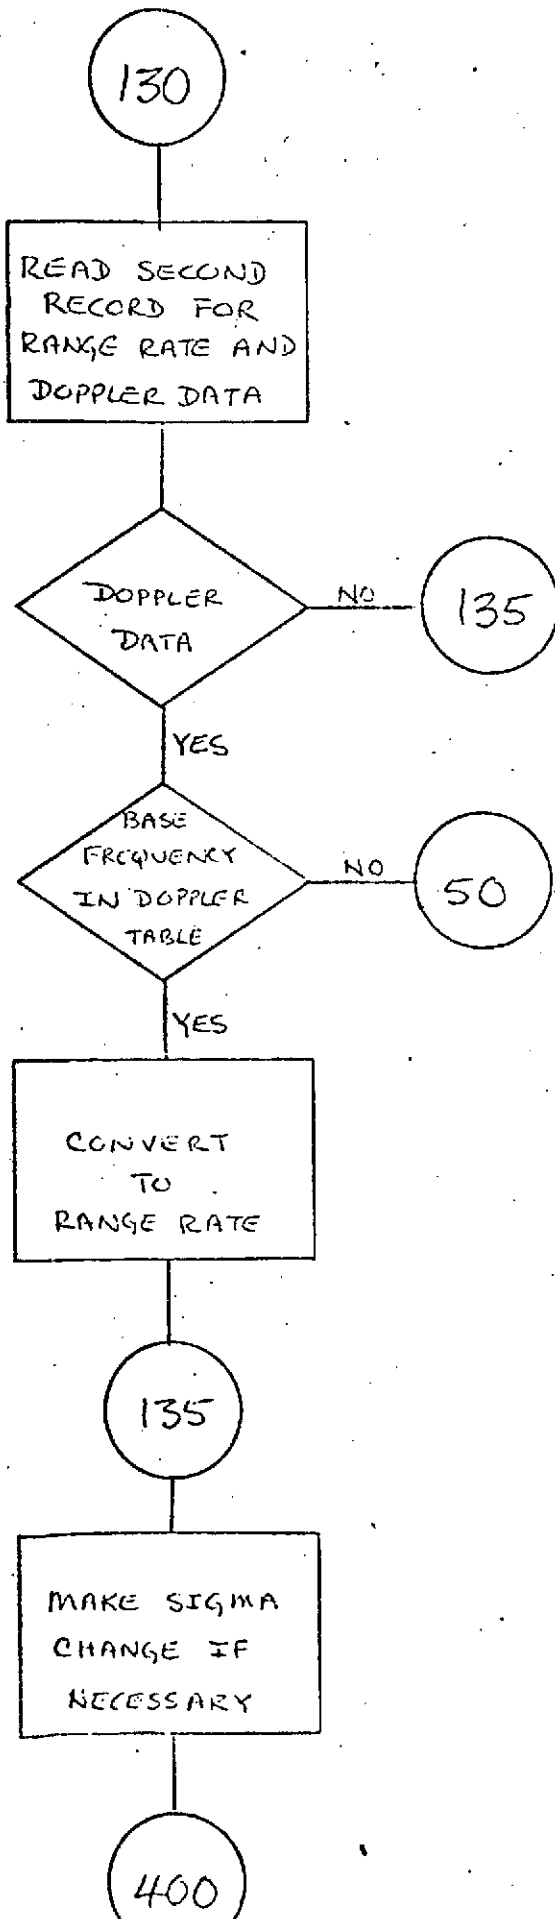 130
READ SECOND
RECORD FOR
RANGE RATE AND
DOPPLER DATA
DOPPLER
DATA
NO
135
YES
BASE
FREQUENCY
IN DOPPLER
TABLE
NO
50
YES
CONVERT
TO
RANGE RATE
135
MAKE SIGMA
CHANGE IF
NECESSARY
400